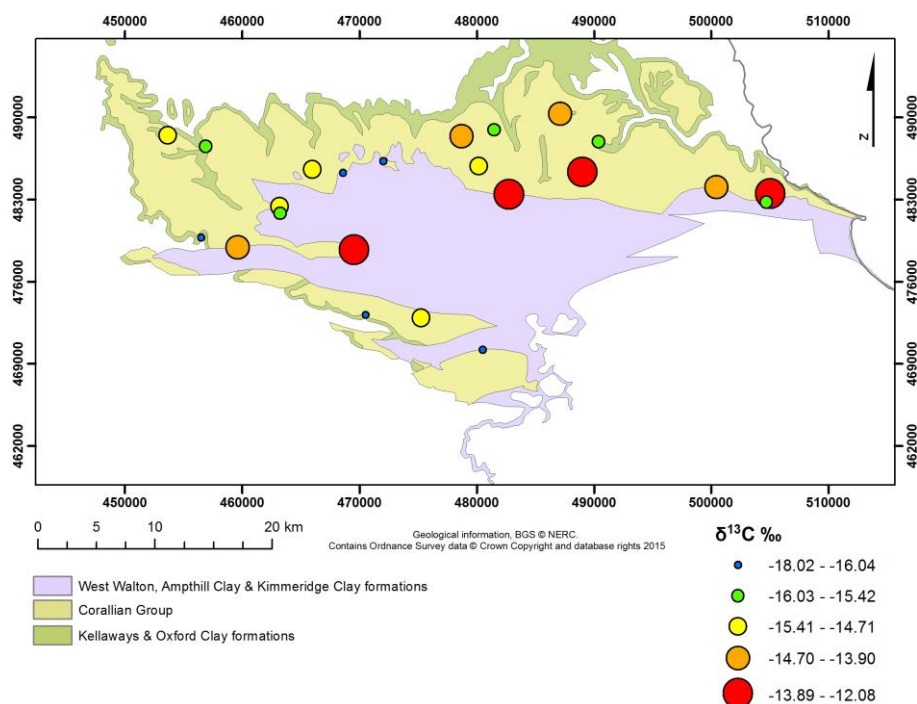 450000 460000 470000 480000 490000 500000 510000
490000 490000
483000 483000
476000 476000
469000 469000
462000 462000
N
450000 460000 470000 480000 490000 500000 510000
0 5 10 20 km
Geological information, BGS © NERC.
Contains Ordnance Survey data © Crown Copyright and database rights 2015
West Walton, Ampthill Clay & Kimmeridge Clay formations
Corallian Group
Kellaways & Oxford Clay formations
δ¹³C ‰
-18.02 - -16.04
-16.03 - -15.42
-15.41 - -14.71
-14.70 - -13.90
-13.89 - -12.08